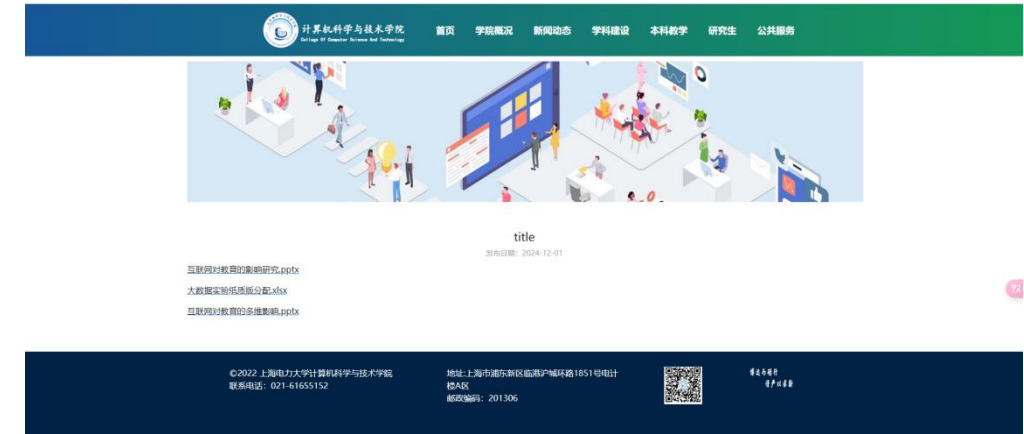 计算机科学与技术学院
College Of Computer Science And Technology
首页 学院概况 新闻动态 学科建设 本科教学 研究生 公共服务
title
发布日期：2024-12-01
互联网对教育的影响研究.pptx
大数据实验纸质版分配.xlsx
互联网对教育的多维影响.pptx
©2022 上海电力大学计算机科学与技术学院
联系电话：021-61655152
地址:上海市浦东新区临港沪城环路1851号电计
楼A区
邮政编码：201306